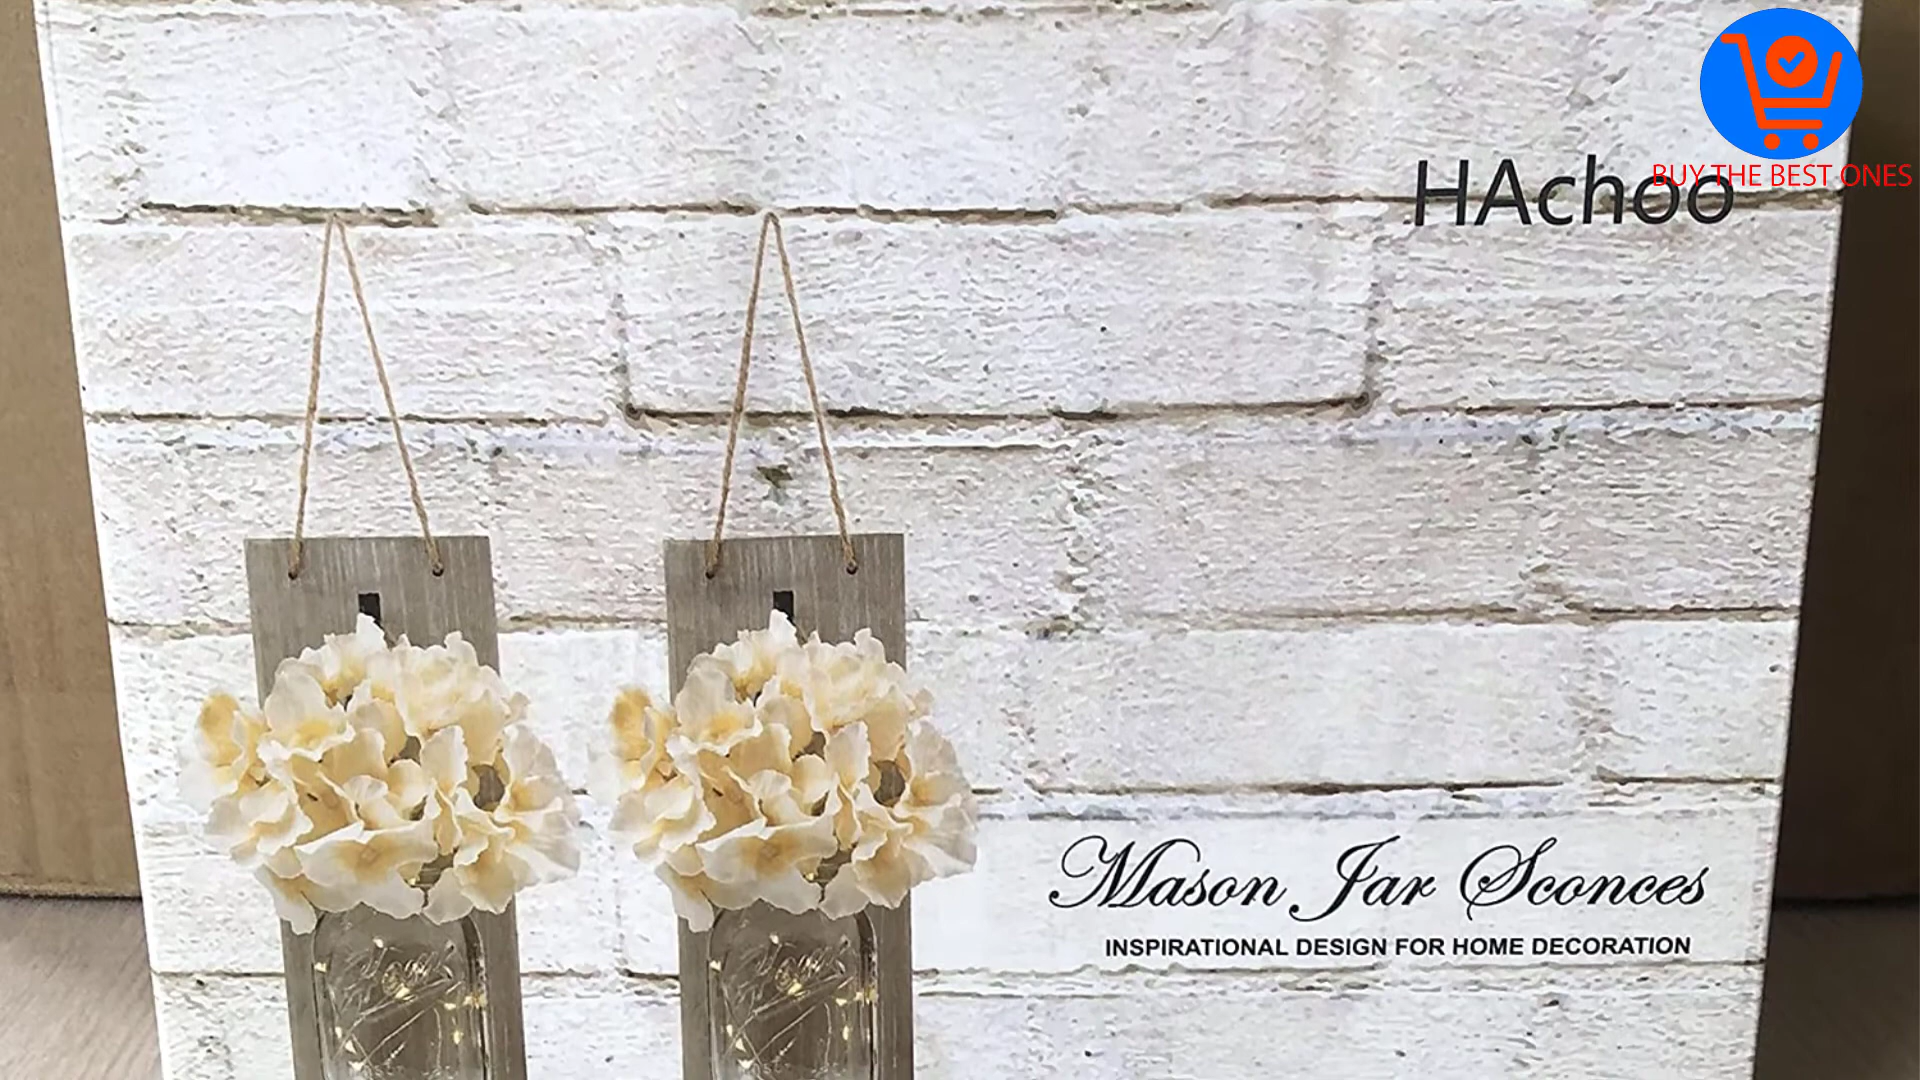 BUY THE BEST ONES
HAchoo
Mason Jar Sconces
INSPIRATIONAL DESIGN FOR HOME DECORATION